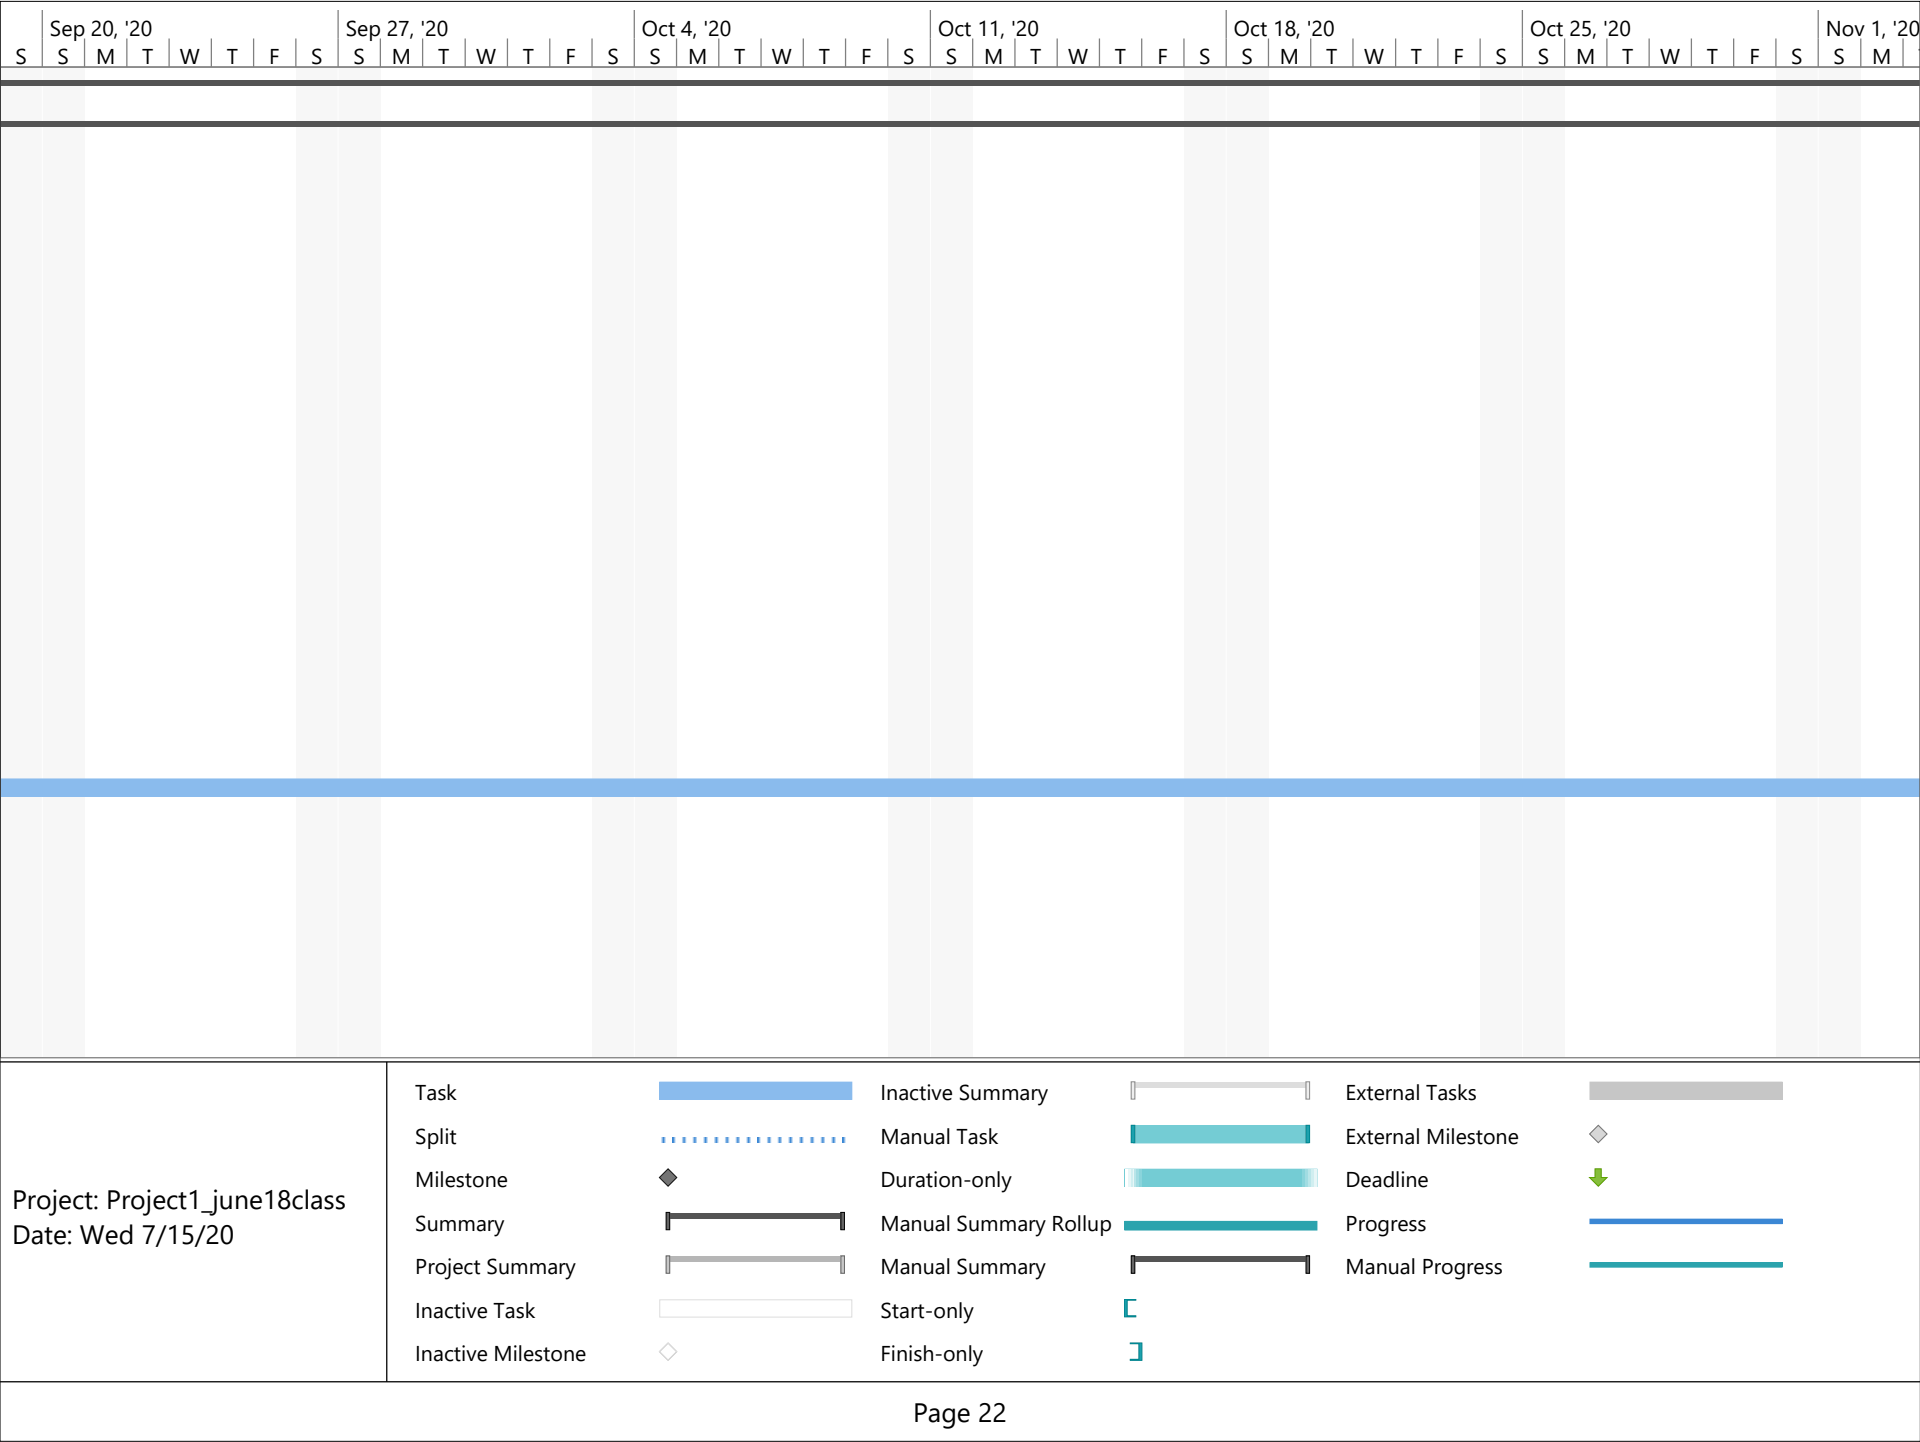 Sep 20, '20 Sep 27, '20 Oct 4, '20 Oct 11, '20 Oct 18, '20 Oct 25, '20 Nov 1, '20
S S M T W T F S S M T W T F S S M T W T F S S M T W T F S S M T W T F S S M T W T F S S M
Task Inactive Summary External Tasks
Split Manual Task External Milestone
Milestone Duration-only Deadline
Project: Project1_june18class
Summary Manual Summary Rollup Progress
Date: Wed 7/15/20
Project Summary Manual Summary Manual Progress
Inactive Task Start-only
Inactive Milestone Finish-only
Page 22